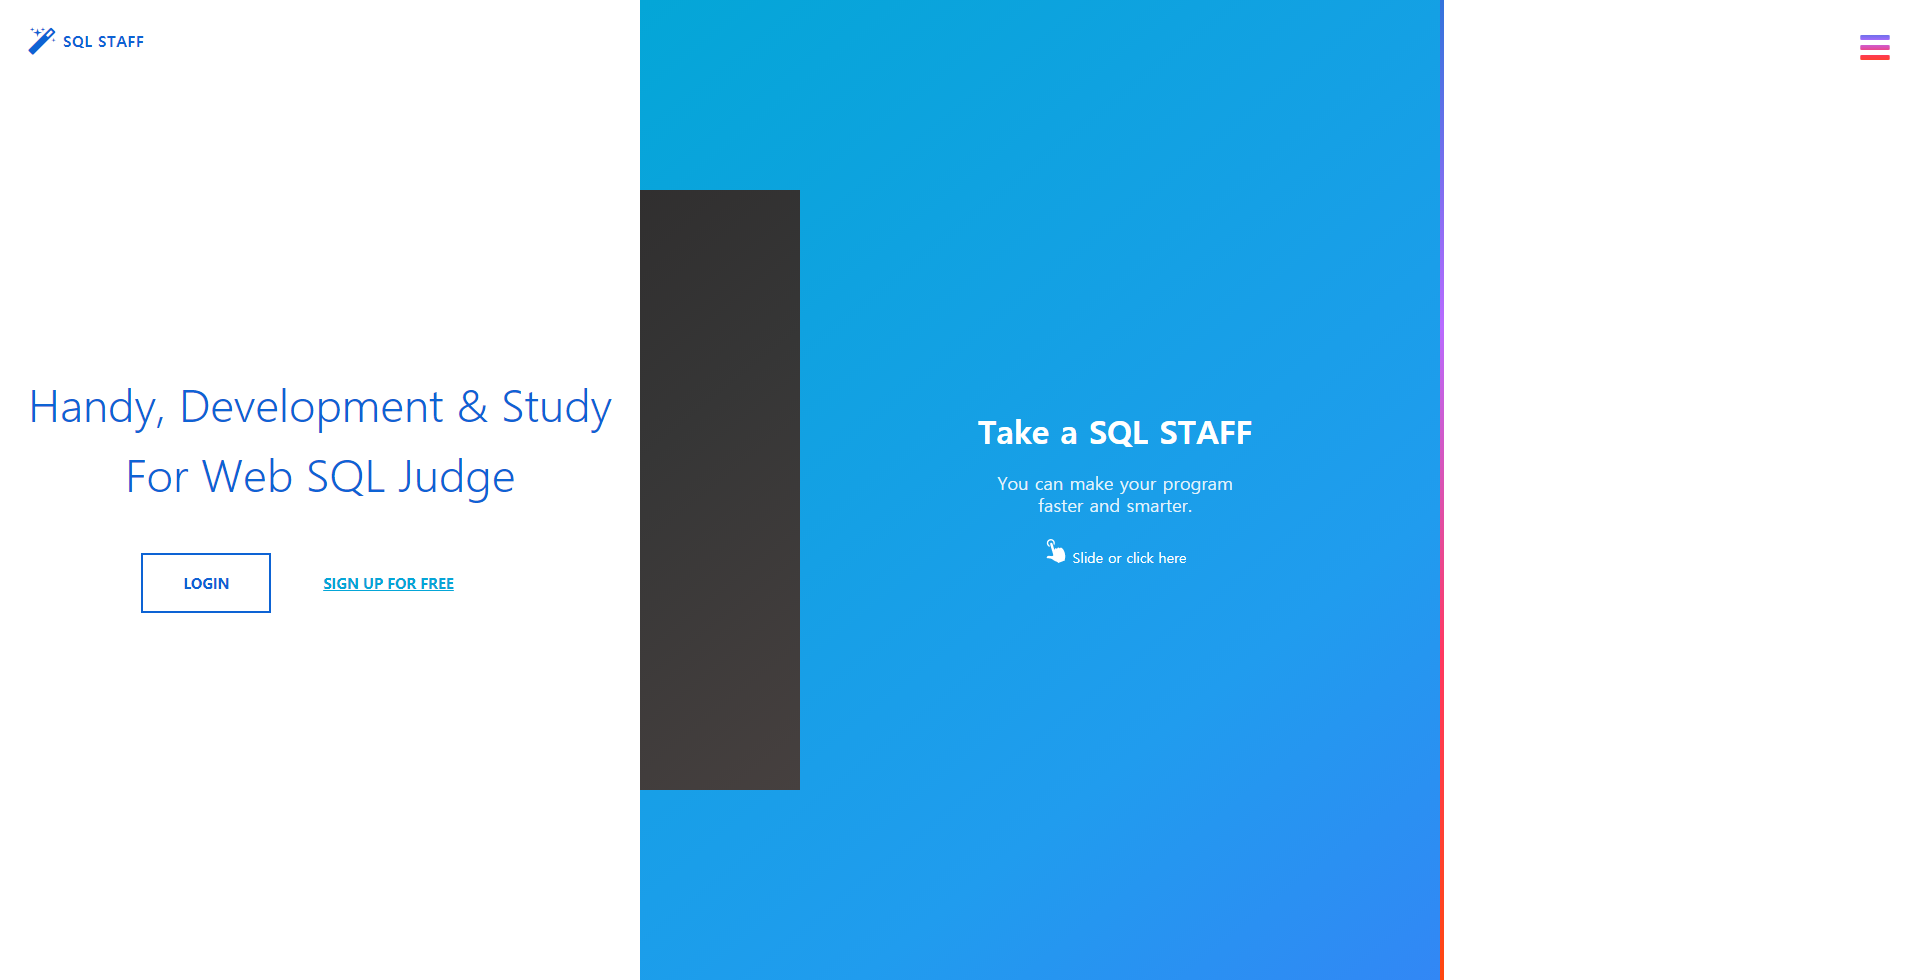 SQL STAFF
Handy, Development & Study
For Web SQL Judge
LOGIN
SIGN UP FOR FREE
Take a SQL STAFF
You can make your program
faster and smarter.
Slide or click here